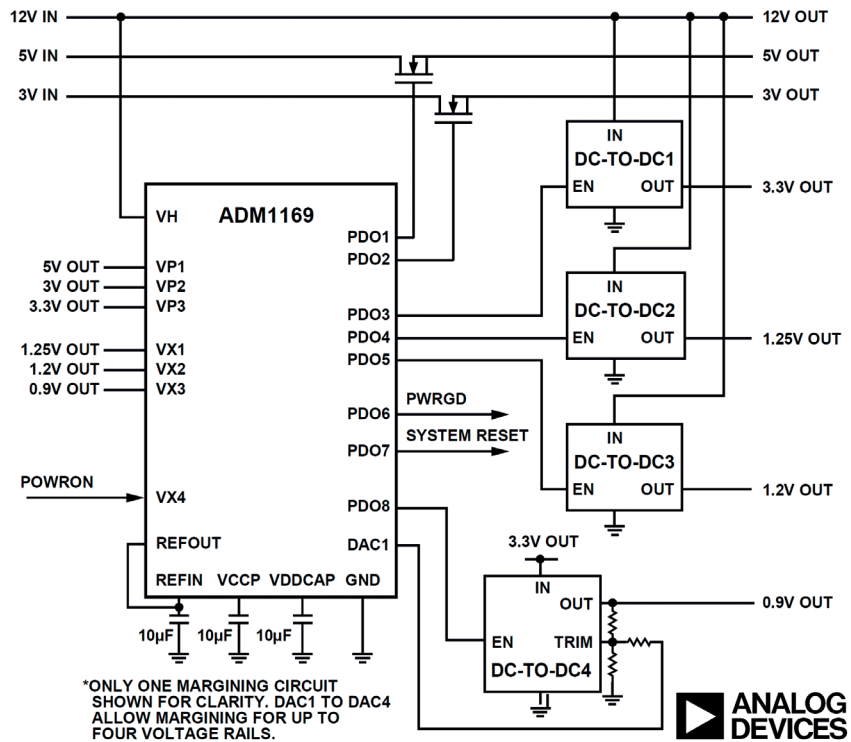 12V IN
12V OUT
5V IN
5V OUT
3V IN
3V OUT
IN
DC-TO-DC1
EN
OUT
3.3V OUT
ADM1169
VH
PDO1
PDO2
5V OUT
VP1
3V OUT
VP2
3.3V OUT
VP3
PDO3
IN
DC-TO-DC2
EN
OUT
1.25V OUT
PDO4
PDO5
1.25V OUT
VX1
1.2V OUT
VX2
0.9V OUT
VX3
PDO6
PWRGD
PDO7
SYSTEM RESET
IN
DC-TO-DC3
EN
OUT
1.2V OUT
POWRON
VX4
PDO8
REFOUT
DAC1
REFIN
VCCP
VDDCAP
GND
10µF
10µF
10µF
3.3V OUT
IN
OUT
0.9V OUT
EN
TRIM
DC-TO-DC4
*ONLY ONE MARGINING CIRCUIT
SHOWN FOR CLARITY. DAC1 TO DAC4
ALLOW MARGINING FOR UP TO
FOUR VOLTAGE RAILS.
ANALOG
DEVICES